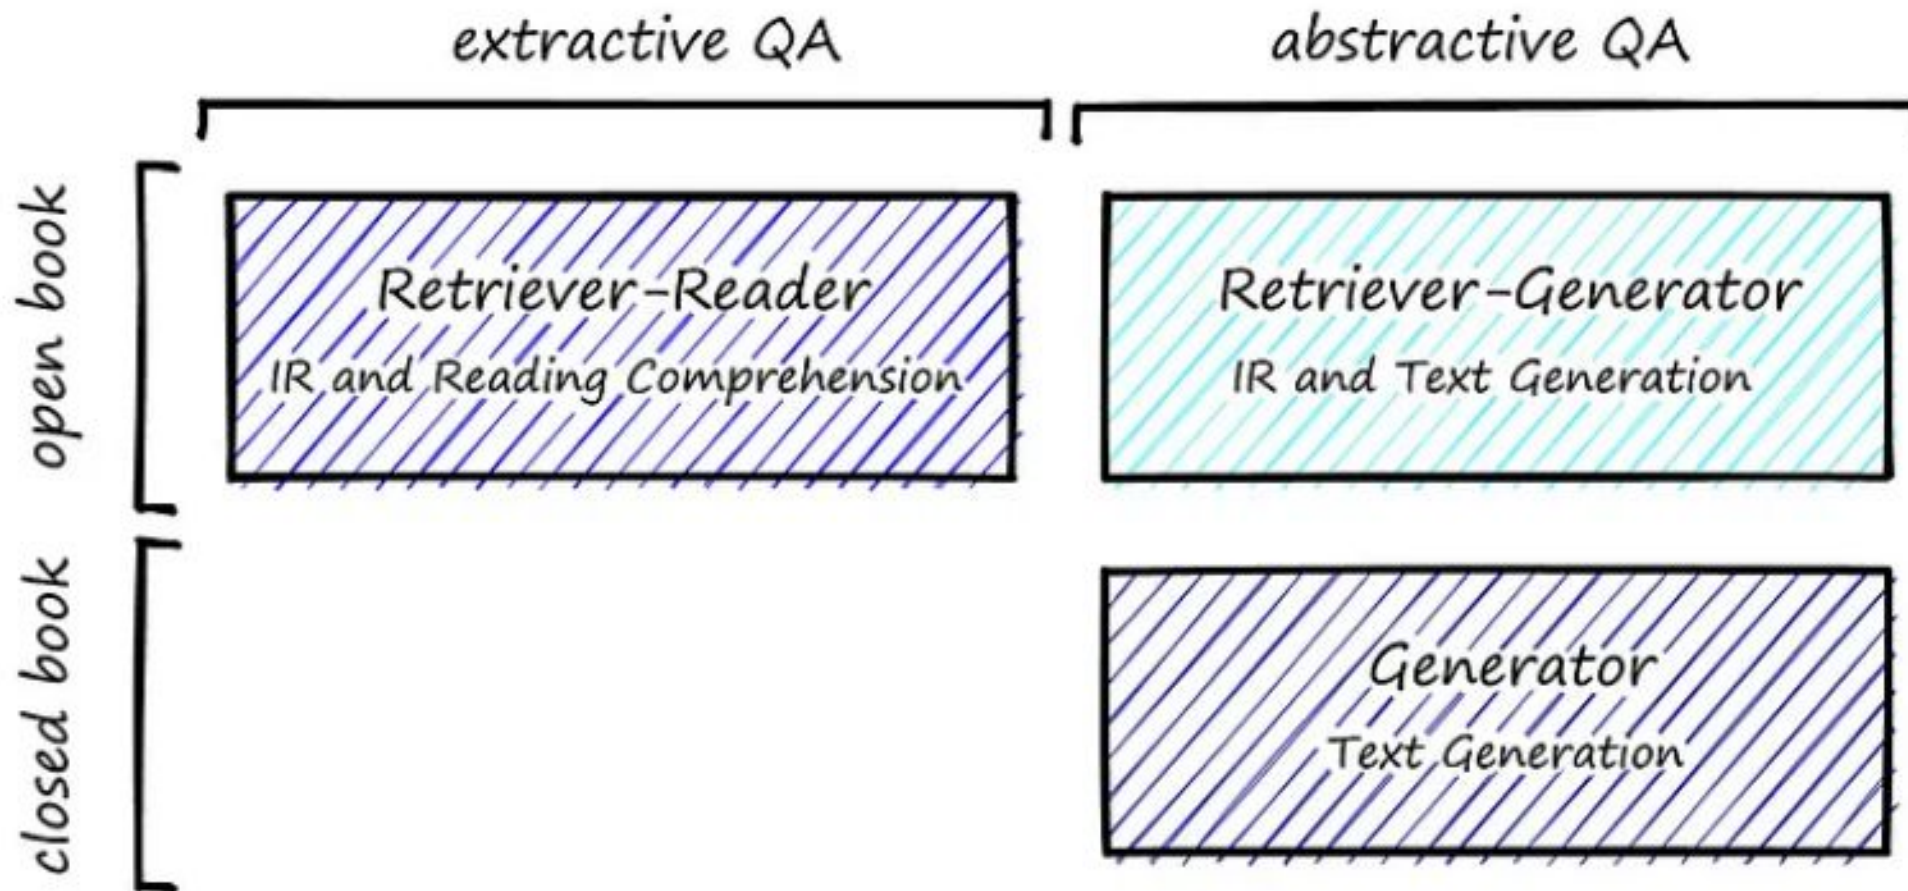 extractive QA
abstractive QA
open book
Retriever-Reader
IR and Reading Comprehension
Retriever-Generator
IR and Text Generation
closed book
Generator
Text Generation